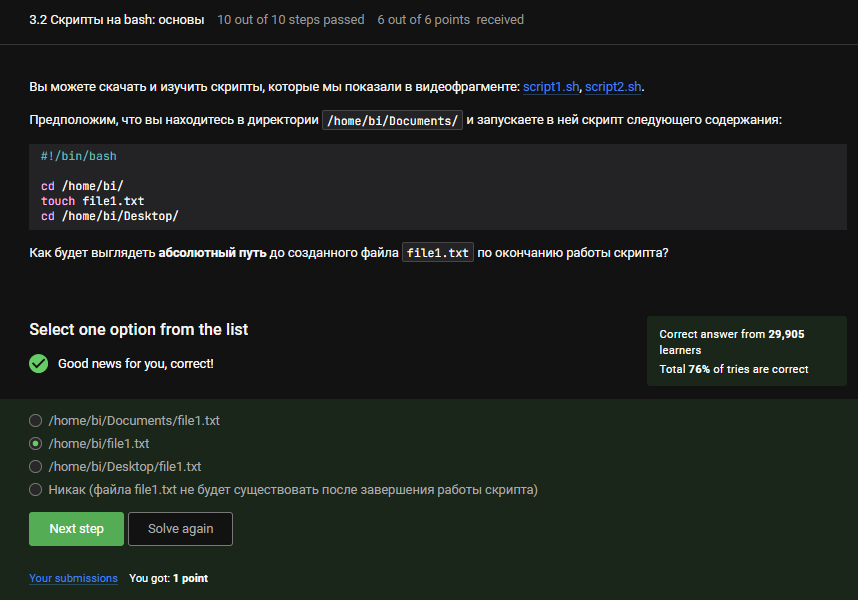 3.2 Скрипты на bash: основы 10 out of 10 steps passed 6 out of 6 points received
Вы можете скачать и изучить скрипты, которые мы показали в видеофрагменте: script1.sh, script2.sh.
Предположим, что вы находитесь в директории /home/bi/Documents/ и запускаете в ней скрипт следующего содержания:
#!/bin/bash
cd /home/bi/
touch file1.txt
cd /home/bi/Desktop/
Как будет выглядеть абсолютный путь до созданного файла file1.txt по окончанию работы скрипта?
Select one option from the list
Good news for you, correct!
Correct answer from 29,905
learners
Total 76% of tries are correct
/home/bi/Documents/file1.txt
/home/bi/file1.txt
/home/bi/Desktop/file1.txt
Никак (файла file1.txt не будет существовать после завершения работы скрипта)
Next step Solve again
Your submissions You got: 1 point